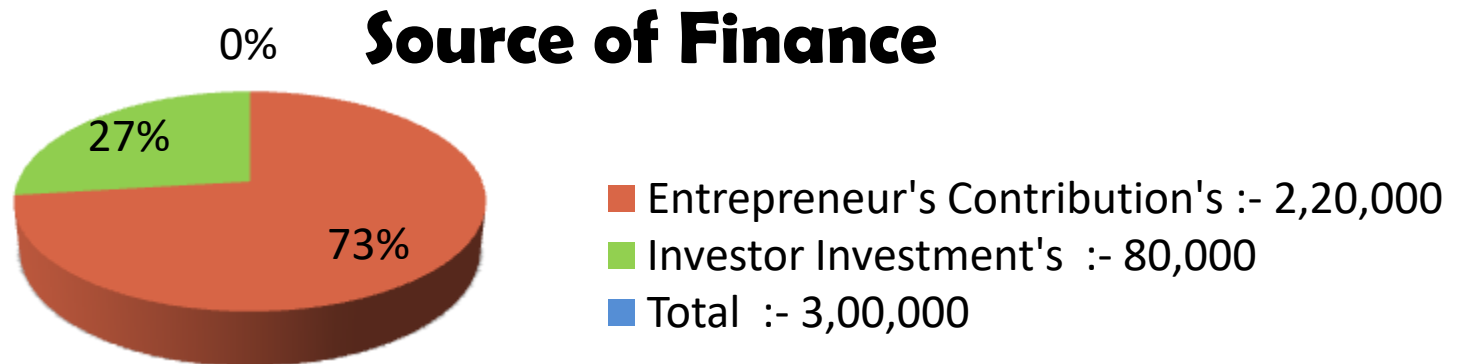 Source of Finance
0%
27%
73%
Entrepreneur's Contribution's :- 2,20,000
Investor Investment's :- 80,000
Total :- 3,00,000